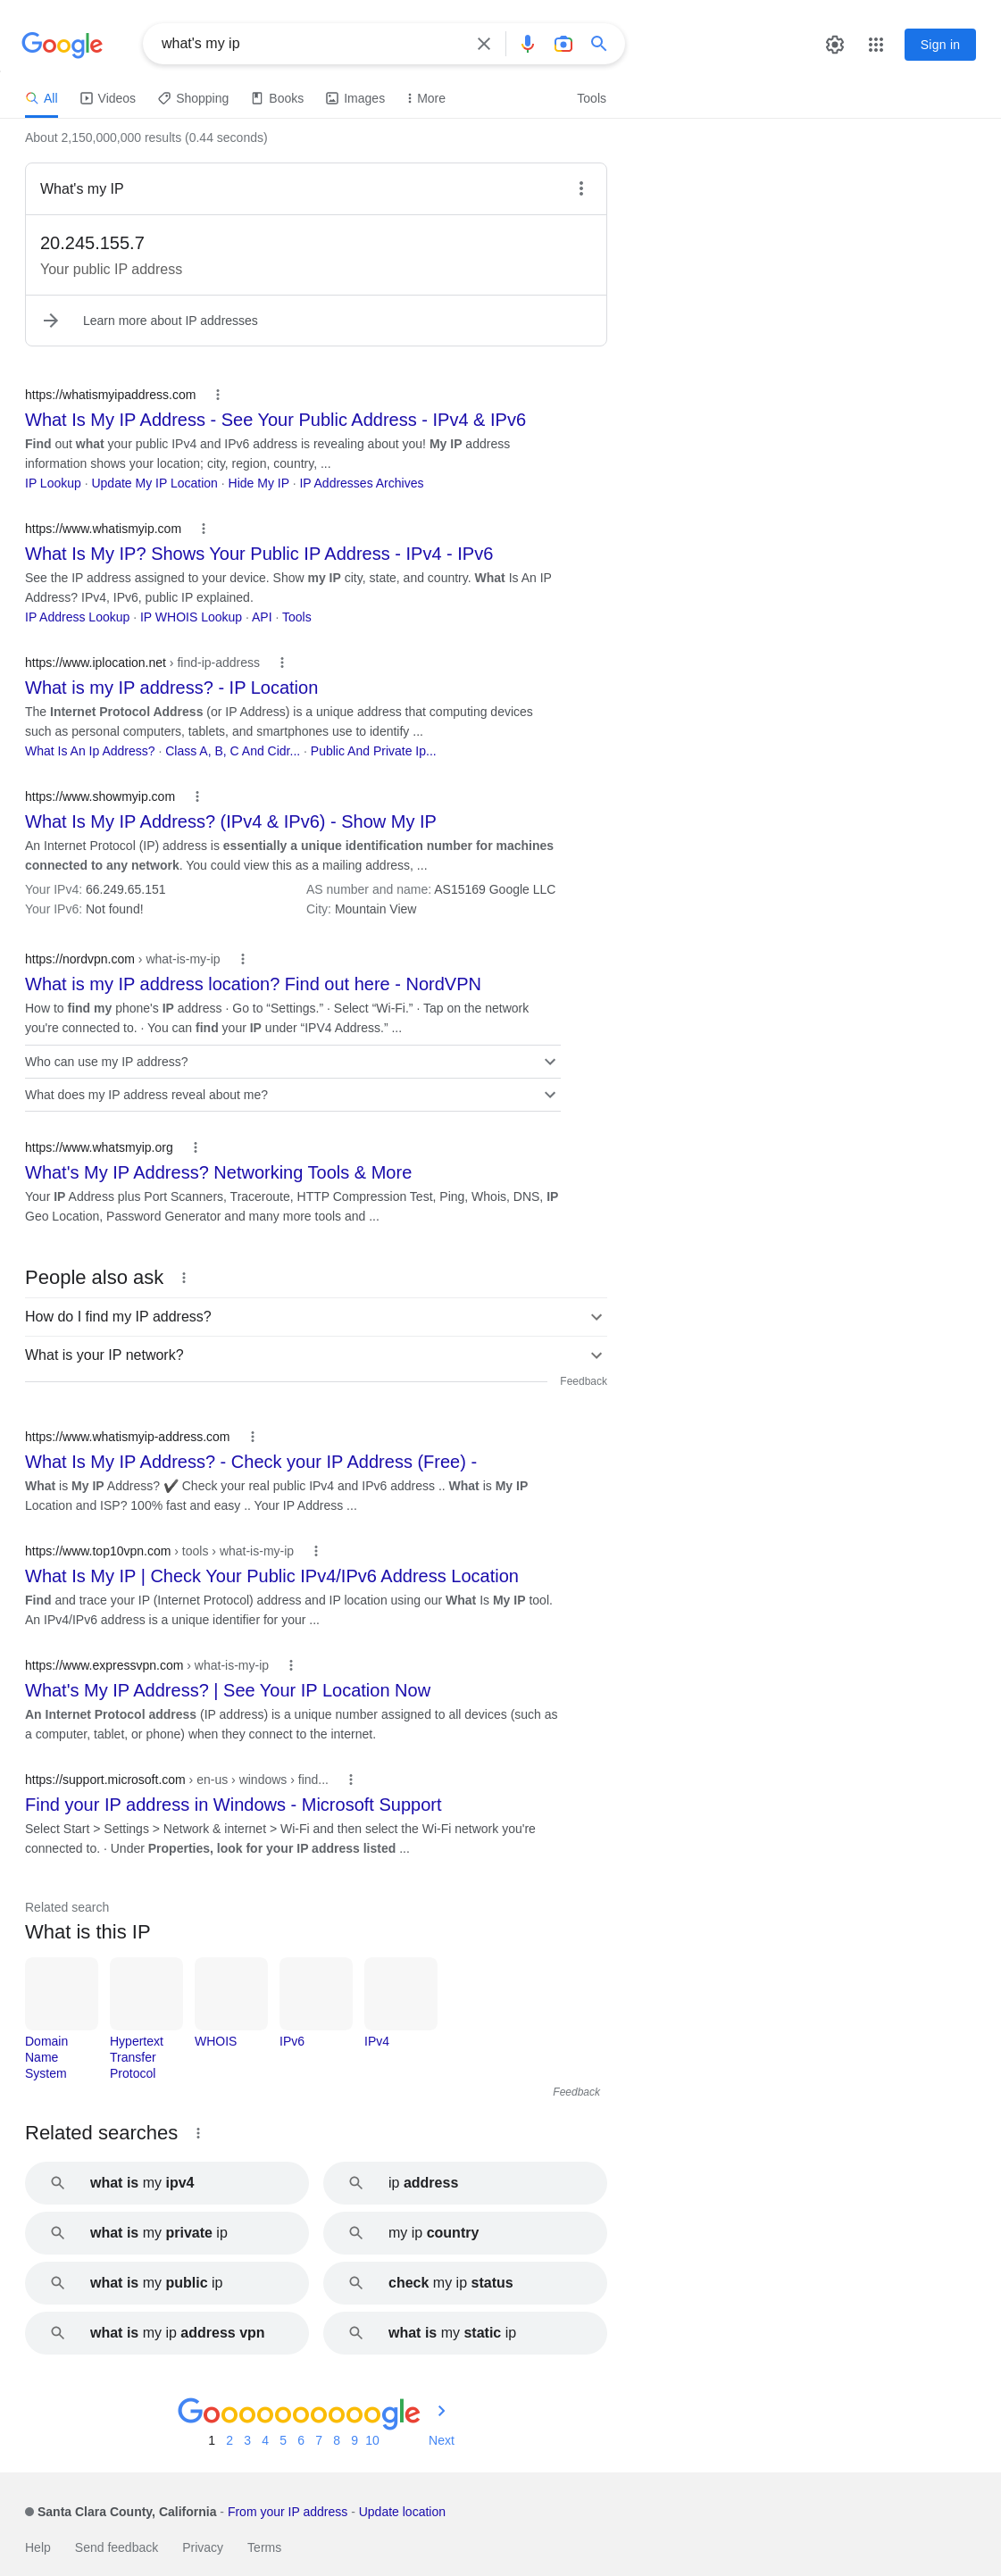 Google
what's my ip
Sign in
All Videos Shopping Books Images More Tools
About 2,150,000,000 results (0.44 seconds)
What's my IP
20.245.155.7
Your public IP address
Learn more about IP addresses
https://whatismyipaddress.com
What Is My IP Address - See Your Public Address - IPv4 & IPv6
Find out what your public IPv4 and IPv6 address is revealing about you! My IP address
information shows your location; city, region, country, ...
IP Lookup · Update My IP Location · Hide My IP · IP Addresses Archives
https://www.whatismyip.com
What Is My IP? Shows Your Public IP Address - IPv4 - IPv6
See the IP address assigned to your device. Show my IP city, state, and country. What Is An IP
Address? IPv4, IPv6, public IP explained.
IP Address Lookup · IP WHOIS Lookup · API · Tools
https://www.iplocation.net › find-ip-address
What is my IP address? - IP Location
The Internet Protocol Address (or IP Address) is a unique address that computing devices
such as personal computers, tablets, and smartphones use to identify ...
What Is An Ip Address? · Class A, B, C And Cidr... · Public And Private Ip...
https://www.showmyip.com
What Is My IP Address? (IPv4 & IPv6) - Show My IP
An Internet Protocol (IP) address is essentially a unique identification number for machines
connected to any network. You could view this as a mailing address, ...
Your IPv4: 66.249.65.151 AS number and name: AS15169 Google LLC
Your IPv6: Not found! City: Mountain View
https://nordvpn.com › what-is-my-ip
What is my IP address location? Find out here - NordVPN
How to find my phone's IP address · Go to “Settings.” · Select “Wi-Fi.” · Tap on the network
you're connected to. · You can find your IP under “IPV4 Address.” ...
Who can use my IP address?
What does my IP address reveal about me?
https://www.whatsmyip.org
What's My IP Address? Networking Tools & More
Your IP Address plus Port Scanners, Traceroute, HTTP Compression Test, Ping, Whois, DNS, IP
Geo Location, Password Generator and many more tools and ...
People also ask
How do I find my IP address?
What is your IP network?
Feedback
https://www.whatismyip-address.com
What Is My IP Address? - Check your IP Address (Free) -
What is My IP Address? ✔ Check your real public IPv4 and IPv6 address .. What is My IP
Location and ISP? 100% fast and easy .. Your IP Address ...
https://www.top10vpn.com › tools › what-is-my-ip
What Is My IP | Check Your Public IPv4/IPv6 Address Location
Find and trace your IP (Internet Protocol) address and IP location using our What Is My IP tool.
An IPv4/IPv6 address is a unique identifier for your ...
https://www.expressvpn.com › what-is-my-ip
What's My IP Address? | See Your IP Location Now
An Internet Protocol address (IP address) is a unique number assigned to all devices (such as
a computer, tablet, or phone) when they connect to the internet.
https://support.microsoft.com › en-us › windows › find...
Find your IP address in Windows - Microsoft Support
Select Start > Settings > Network & internet > Wi-Fi and then select the Wi-Fi network you're
connected to. · Under Properties, look for your IP address listed ...
Related search
What is this IP
Domain
Name
System
Hypertext
Transfer
Protocol
WHOIS
IPv6
IPv4
Feedback
Related searches
what is my ipv4
ip address
what is my private ip
my ip country
what is my public ip
check my ip status
what is my ip address vpn
what is my static ip
Goooooooooogle
1 2 3 4 5 6 7 8 9 10 Next
Santa Clara County, California - From your IP address - Update location
Help Send feedback Privacy Terms